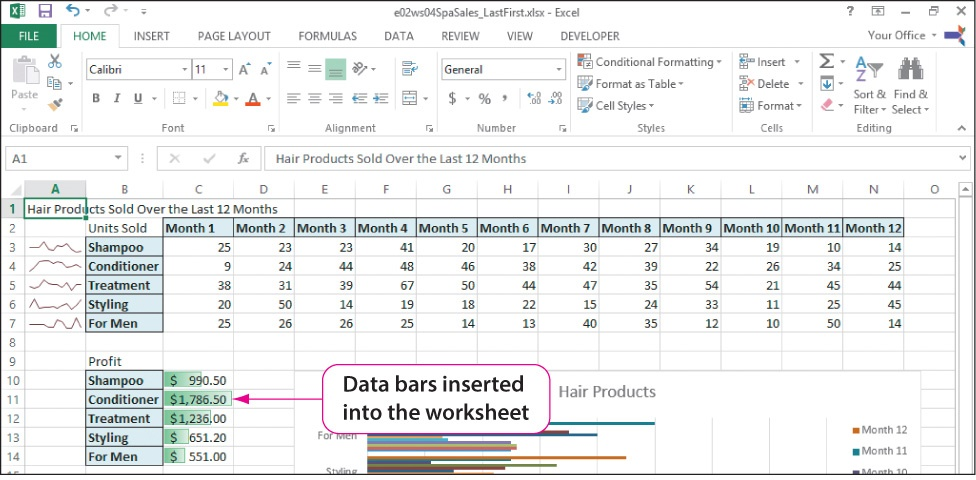 e02ws04SpaSales_LastFirst.xlsx - Excel
FILE HOME INSERT PAGE LAYOUT FORMULAS DATA REVIEW VIEW DEVELOPER Your Office
Paste Calibri 11 General Conditional Formatting Format as Table Cell Styles Insert Delete Format Sort & Filter Find & Select
Clipboard Font Alignment Number Styles Cells Editing
A1 fx Hair Products Sold Over the Last 12 Months
A B C D E F G H I J K L M N O
1 Hair Products Sold Over the Last 12 Months
2 Units Sold Month 1 Month 2 Month 3 Month 4 Month 5 Month 6 Month 7 Month 8 Month 9 Month 10 Month 11 Month 12
3 Shampoo 25 23 23 41 20 17 30 27 34 19 10 14
4 Conditioner 9 24 44 48 46 38 42 39 22 26 34 25
5 Treatment 38 31 39 67 50 44 47 35 54 21 45 44
6 Styling 20 50 14 19 18 22 15 24 33 11 25 45
7 For Men 25 26 26 25 14 13 40 35 12 10 50 14
8
9 Profit
10 Shampoo $ 990.50
11 Conditioner $1,786.50
12 Treatment $1,236.00
13 Styling $ 651.20
14 For Men $ 551.00
Data bars inserted
into the worksheet
Hair Products
For Men
Styling
Month 12
Month 11
Month 10